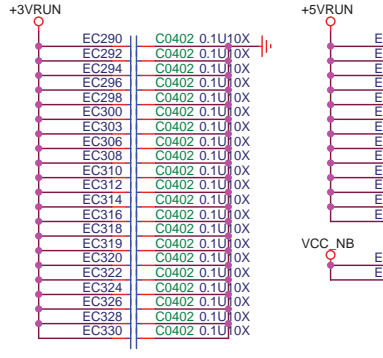 +3VRUN +5VRUN
EC290 C0402 0.1U10X E
EC292 C0402 0.1U10X E
EC294 C0402 0.1U10X E
EC296 C0402 0.1U10X E
EC298 C0402 0.1U10X E
EC300 C0402 0.1U10X E
EC303 C0402 0.1U10X E
EC306 C0402 0.1U10X E
EC308 C0402 0.1U10X E
EC310 C0402 0.1U10X E
EC312 C0402 0.1U10X E
EC314 C0402 0.1U10X E
EC316 C0402 0.1U10X E
EC318 C0402 0.1U10X
EC319 C0402 0.1U10X VCC_NB
EC320 C0402 0.1U10X E
EC322 C0402 0.1U10X E
EC324 C0402 0.1U10X
EC326 C0402 0.1U10X
EC328 C0402 0.1U10X
EC330 C0402 0.1U10X